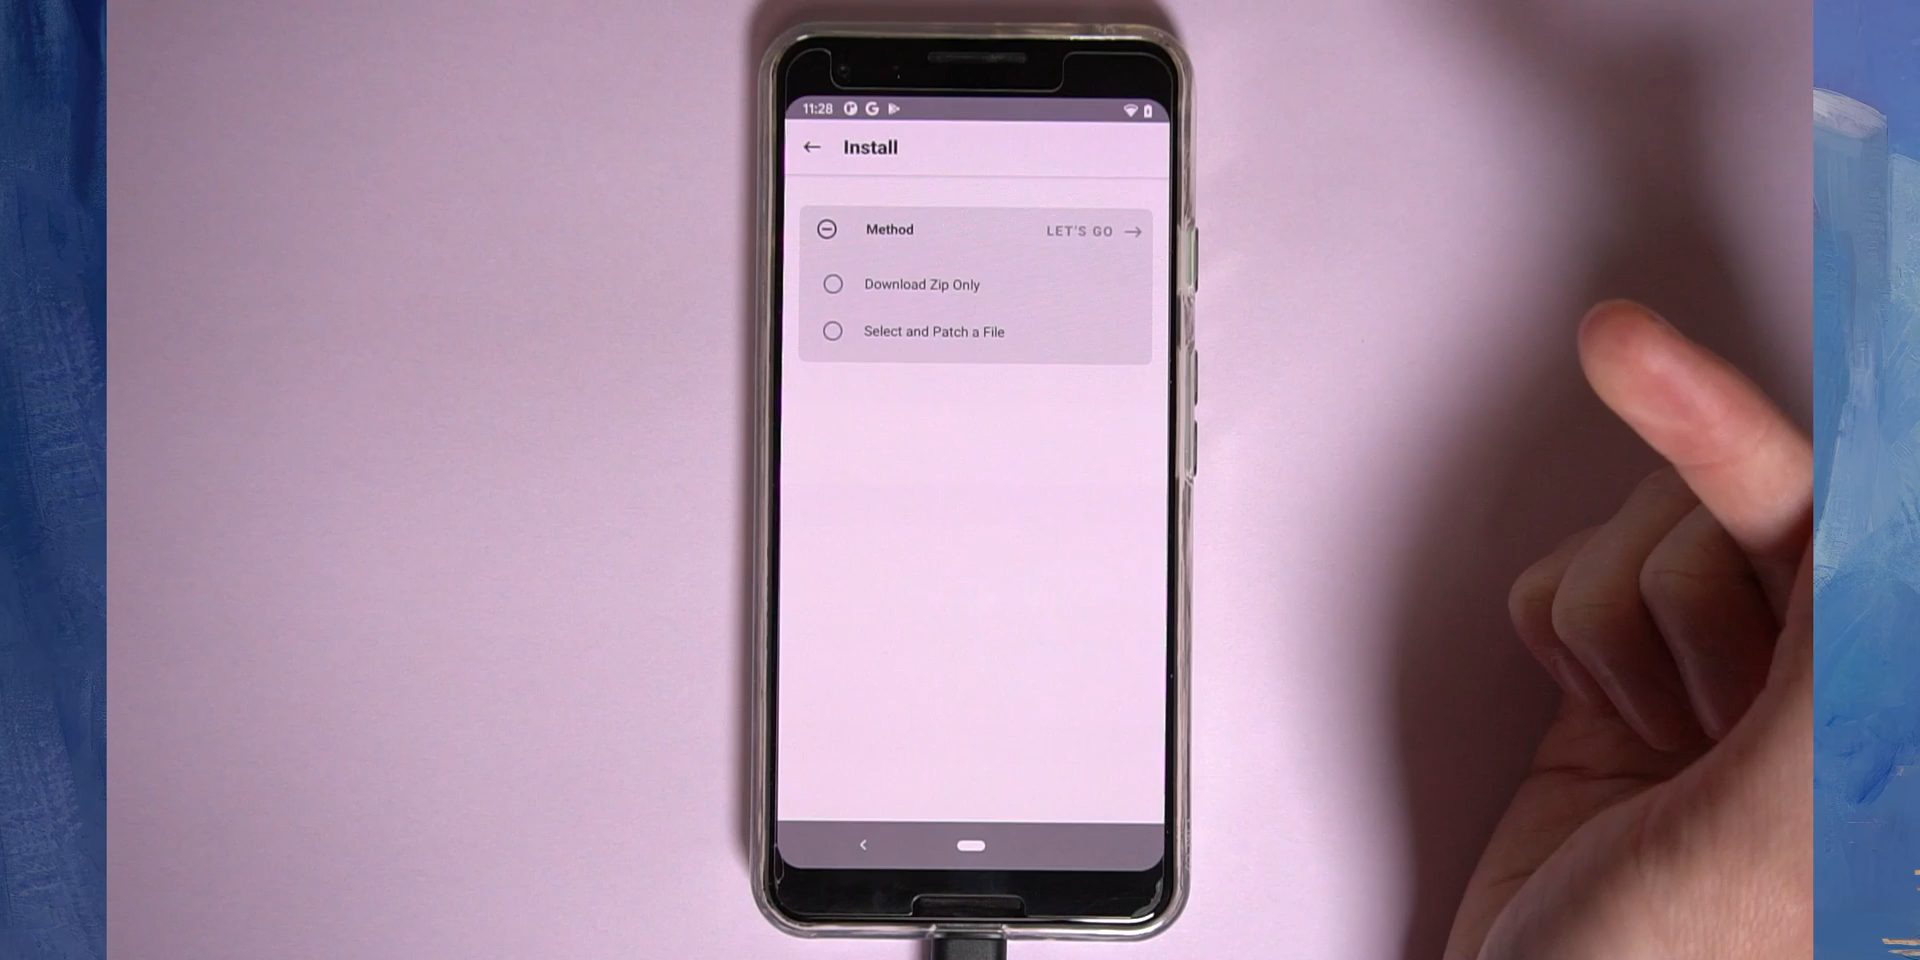 11:28
Install
Method
LET'S GO
Download Zip Only
Select and Patch a File